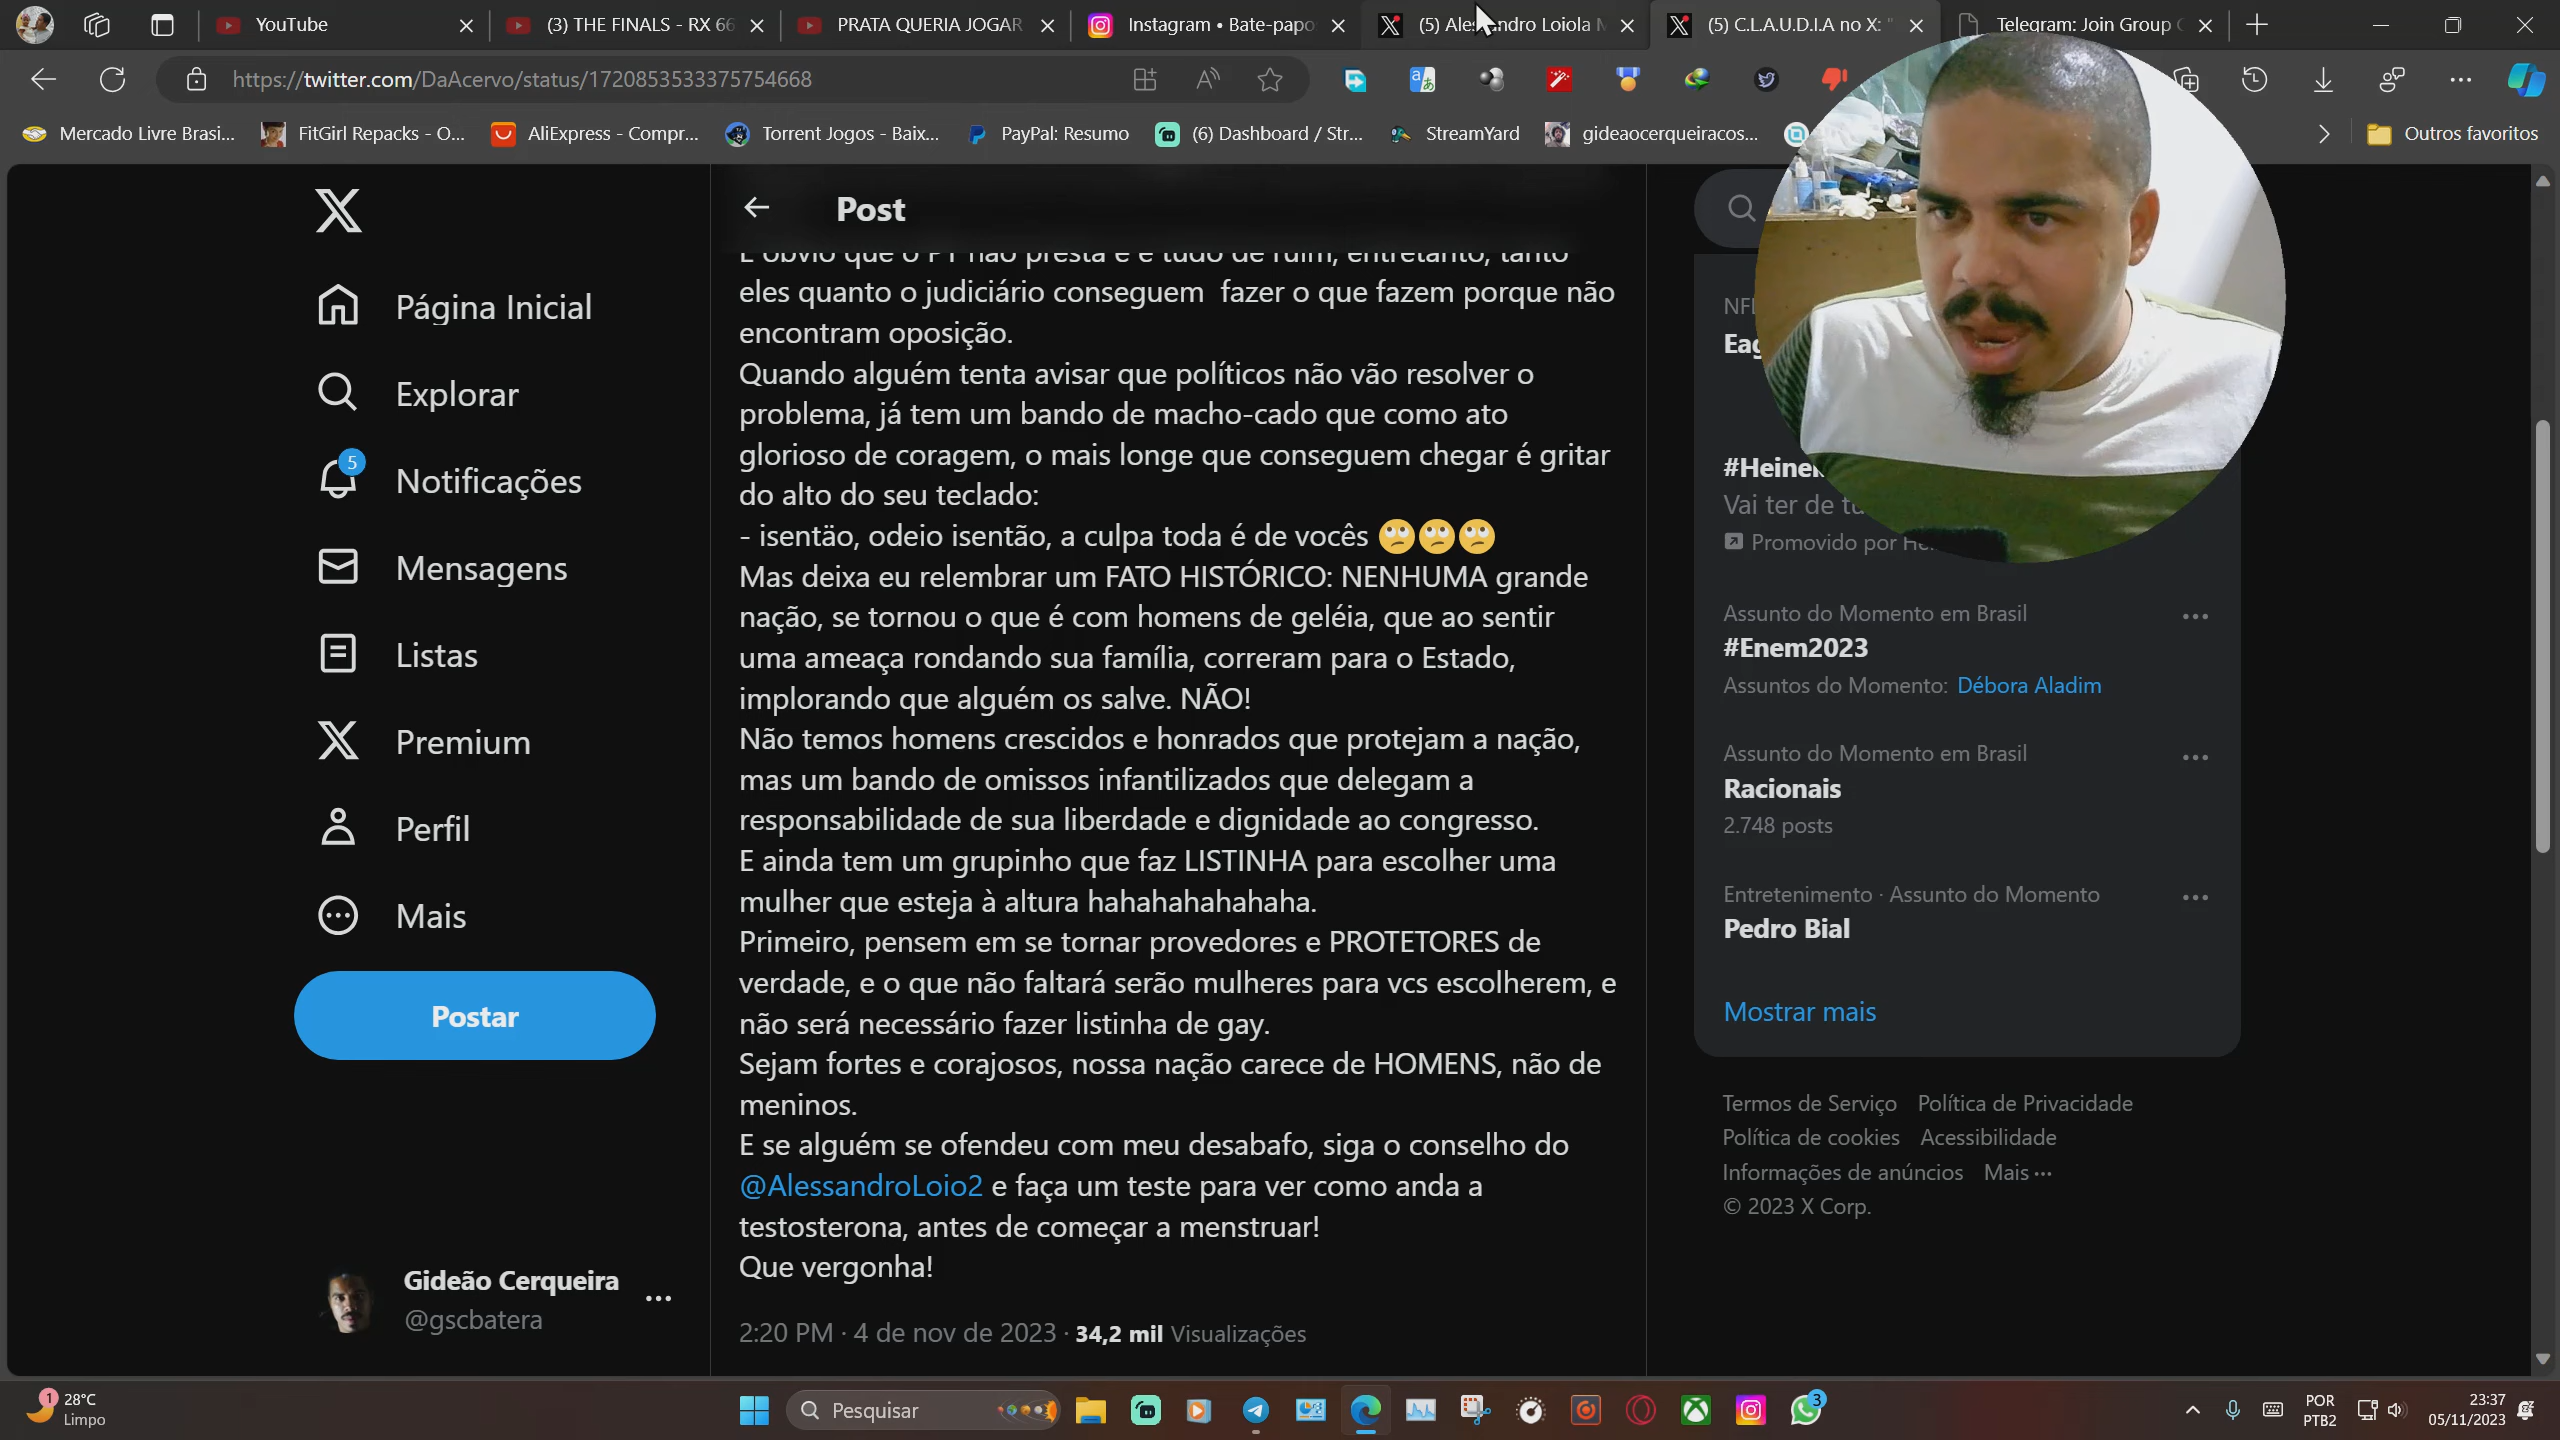 YouTube
(3) THE FINALS - RX 66
PRATA QUERIA JOGAR
Instagram • Bate-papo
(5) Ales
ndro Loiola M
(5) C.L.A.U.D.I.A no X: "
Telegram: Join Group
https://twitter.com/DaAcervo/status/1720853533375754668
Mercado Livre Brasi...
FitGirl Repacks - O...
AliExpress - Compr...
Torrent Jogos - Baix...
PayPal: Resumo
(6) Dashboard / Str...
StreamYard
gideaocerqueiracos...
Outros favoritos
Página Inicial
Explorar
5
Notificações
Mensagens
Listas
Premium
Perfil
Mais
Postar
Gideão Cerqueira
@gscbatera
Post
É óbvio que o PT não presta e é tudo de ruim, entretanto, tanto
eles quanto o judiciário conseguem  fazer o que fazem porque não
encontram oposição.
Quando alguém tenta avisar que políticos não vão resolver o
problema, já tem um bando de macho-cado que como ato
glorioso de coragem, o mais longe que conseguem chegar é gritar
do alto do seu teclado:
- isentäo, odeio isentão, a culpa toda é de vocês 🙄🙄🙄
Mas deixa eu relembrar um FATO HISTÓRICO: NENHUMA grande
nação, se tornou o que é com homens de geléia, que ao sentir
uma ameaça rondando sua família, correram para o Estado,
implorando que alguém os salve. NÃO!
Não temos homens crescidos e honrados que protejam a nação,
mas um bando de omissos infantilizados que delegam a
responsabilidade de sua liberdade e dignidade ao congresso.
E ainda tem um grupinho que faz LISTINHA para escolher uma
mulher que esteja à altura hahahahahaha.
Primeiro, pensem em se tornar provedores e PROTETORES de
verdade, e o que não faltará serão mulheres para vcs escolherem, e
não será necessário fazer listinha de gay.
Sejam fortes e corajosos, nossa nação carece de HOMENS, não de
meninos.
E se alguém se ofendeu com meu desabafo, siga o conselho do
@AlessandroLoio2 e faça um teste para ver como anda a
testosterona, antes de começar a menstruar!
Que vergonha!
2:20 PM · 4 de nov de 2023 · 34,2 mil Visualizações
NFL
Eag
#Heinek
Vai ter de tu
Promovido por He
Assunto do Momento em Brasil
#Enem2023
Assuntos do Momento: Débora Aladim
Assunto do Momento em Brasil
Racionais
2.748 posts
Entretenimento · Assunto do Momento
Pedro Bial
Mostrar mais
Termos de Serviço Política de Privacidade
Política de cookies Acessibilidade
Informações de anúncios Mais ···
© 2023 X Corp.
1
28°C
Limpo
Pesquisar
3
POR
PTB2
23:37
05/11/2023